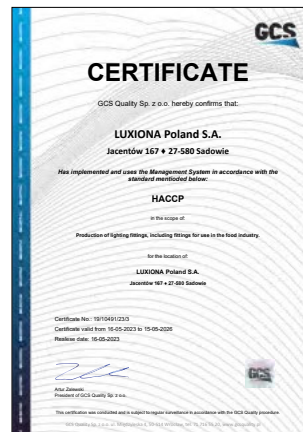 GCS
CERTIFICATE
GCS Quality Sp. z o.o. hereby confirms that:
LUXIONA Poland S.A.
Jacentów 167 ♦ 27-580 Sadowie
Has implemented and uses the Management System in accordance with the
standard mentioded below:
HACCP
in the scope of:
Production of lighting fittings, including fittings for use in the food industry.
for the location of:
LUXIONA Poland S.A.
Jacentów 167 ♦ 27-580 Sadowie
Certificate No.: 19/10491/23/3
Certificate valid from 16-05-2023 to 15-05-2026
Realese date: 16-05-2023
GCS
Artur Zalewski
President of GCS Quality Sp. z o.o.
This certification was conducted and is subject to regular surveillance in accordance with the GCS Quality procedure.
GCS Quality Sp. z o.o.